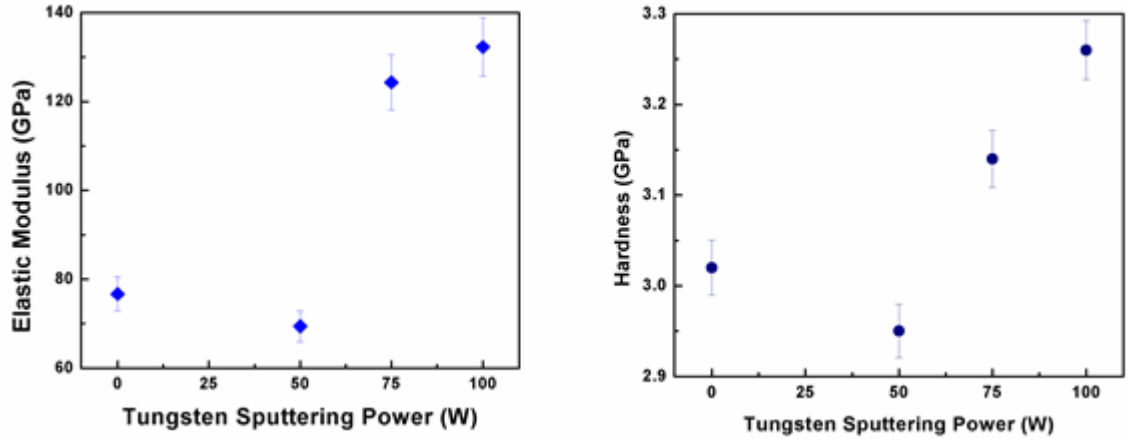 Elastic Modulus (GPa)
140
120
100
80
60
0 25 50 75 100
Tungsten Sputtering Power (W)
Hardness (GPa)
3.3
3.2
3.1
3.0
2.9
0 25 50 75 100
Tungsten Sputtering Power (W)